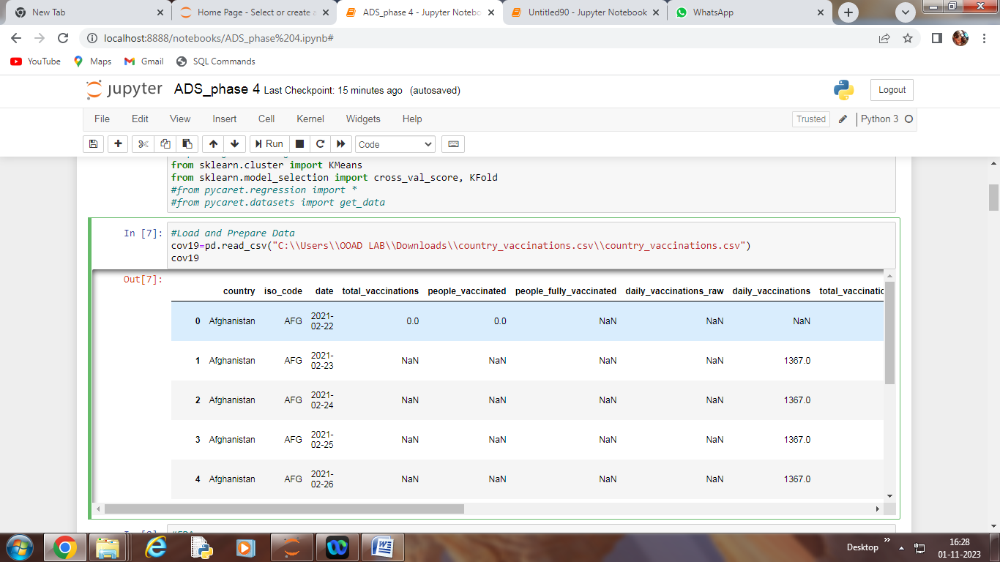 New Tab
Home Page - Select or create a
ADS_phase 4 - Jupyter Notebo
Untitled90 - Jupyter Notebook
WhatsApp
localhost:8888/notebooks/ADS_phase%204.ipynb#
YouTube Maps Gmail SQL Commands
jupyter ADS_phase 4 Last Checkpoint: 15 minutes ago (autosaved)
Logout
File Edit View Insert Cell Kernel Widgets Help
Trusted Python 3
Run Code
from sklearn.cluster import KMeans
from sklearn.model_selection import cross_val_score, KFold
#from pycaret.regression import *
#from pycaret.datasets import get_data
In [7]: #Load and Prepare Data
cov19=pd.read_csv("C:\\Users\\OOAD LAB\\Downloads\\country_vaccinations.csv\\country_vaccinations.csv")
cov19
Out[7]:
country iso_code date total_vaccinations people_vaccinated people_fully_vaccinated daily_vaccinations_raw daily_vaccinations total_vaccinatio
0 Afghanistan AFG 2021-02-22 0.0 0.0 NaN NaN NaN
1 Afghanistan AFG 2021-02-23 NaN NaN NaN NaN 1367.0
2 Afghanistan AFG 2021-02-24 NaN NaN NaN NaN 1367.0
3 Afghanistan AFG 2021-02-25 NaN NaN NaN NaN 1367.0
4 Afghanistan AFG 2021-02-26 NaN NaN NaN NaN 1367.0
Desktop
16:28
01-11-2023